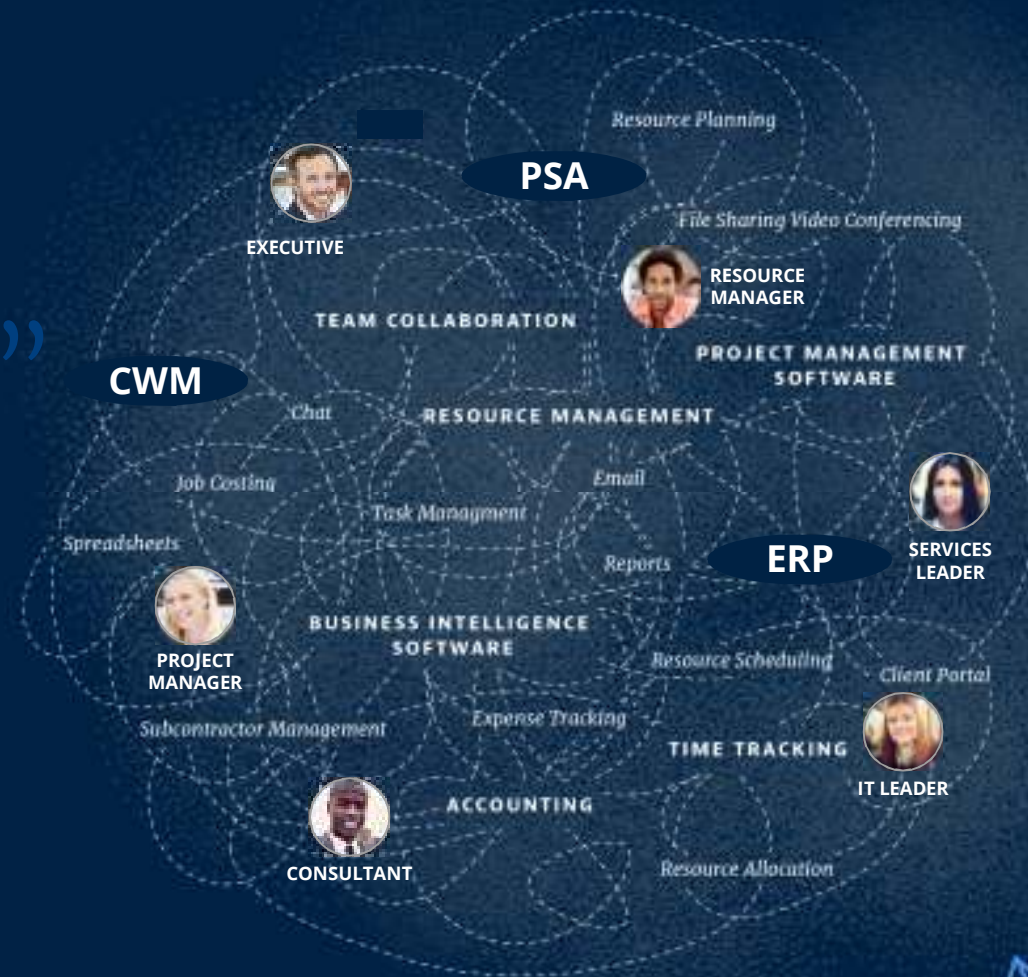 Resource Planning
PSA
File Sharing Video Conferencing
EXECUTIVE
RESOURCE
MANAGER
TEAM COLLABORATION
”
PROJECT MANAGEMENT
SOFTWARE
CWM
Chat
RESOURCE MANAGEMENT
Job Costing
Email
Task Managment
Spreadsheets
Reports
ERP
SERVICES
LEADER
BUSINESS INTELLIGENCE
SOFTWARE
PROJECT
MANAGER
Resource Scheduling
Client Portal
Subcontractor Management
Expense Tracking
TIME TRACKING
IT LEADER
ACCOUNTING
CONSULTANT
Resource Allocation